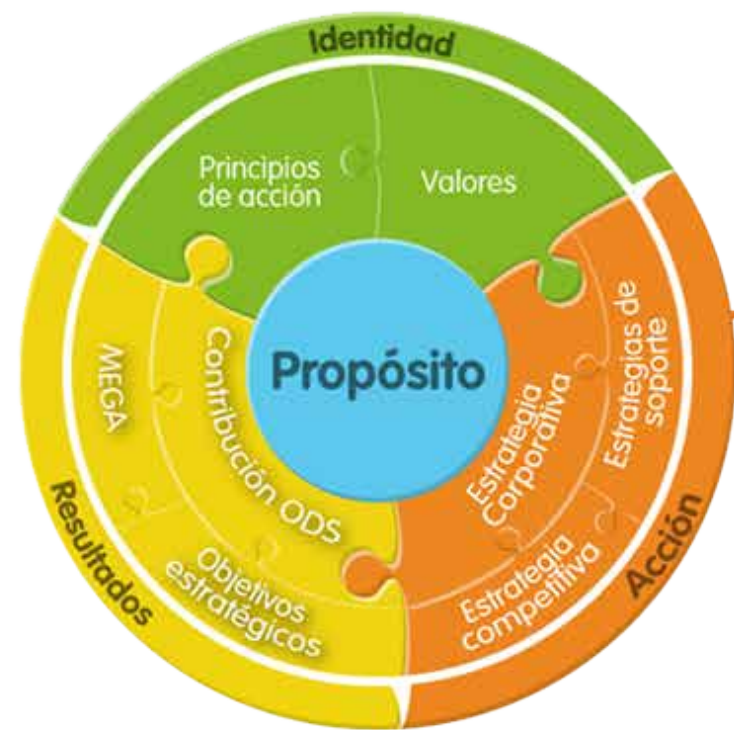 Identidad
Principios
de acción
Valores
Propósito
Estrategias de
soporte
Estrategia
Corporativa
Estrategia
competitiva
Acción
MEGA
Contribución ODS
Objetivos
estratégicos
Resultados